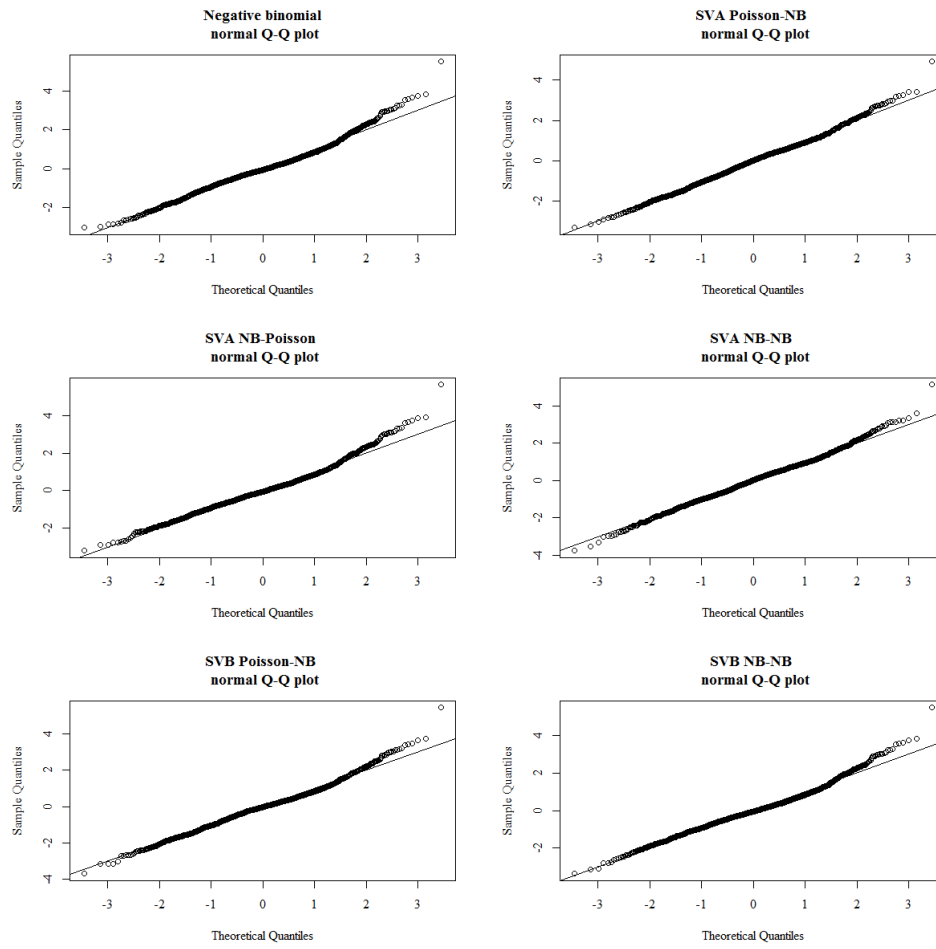 Negative binomial
normal Q-Q plot
Sample Quantiles
4
2
0
-2
-3 -2 -1 0 1 2 3
Theoretical Quantiles
SVA Poisson-NB
normal Q-Q plot
Sample Quantiles
4
2
0
-2
-3 -2 -1 0 1 2 3
Theoretical Quantiles
SVA NB-Poisson
normal Q-Q plot
Sample Quantiles
4
2
0
-2
-3 -2 -1 0 1 2 3
Theoretical Quantiles
SVA NB-NB
normal Q-Q plot
Sample Quantiles
4
2
0
-2
-4
-3 -2 -1 0 1 2 3
Theoretical Quantiles
SVB Poisson-NB
normal Q-Q plot
Sample Quantiles
4
2
0
-2
-4
-3 -2 -1 0 1 2 3
Theoretical Quantiles
SVB NB-NB
normal Q-Q plot
Sample Quantiles
4
2
0
-2
-3 -2 -1 0 1 2 3
Theoretical Quantiles